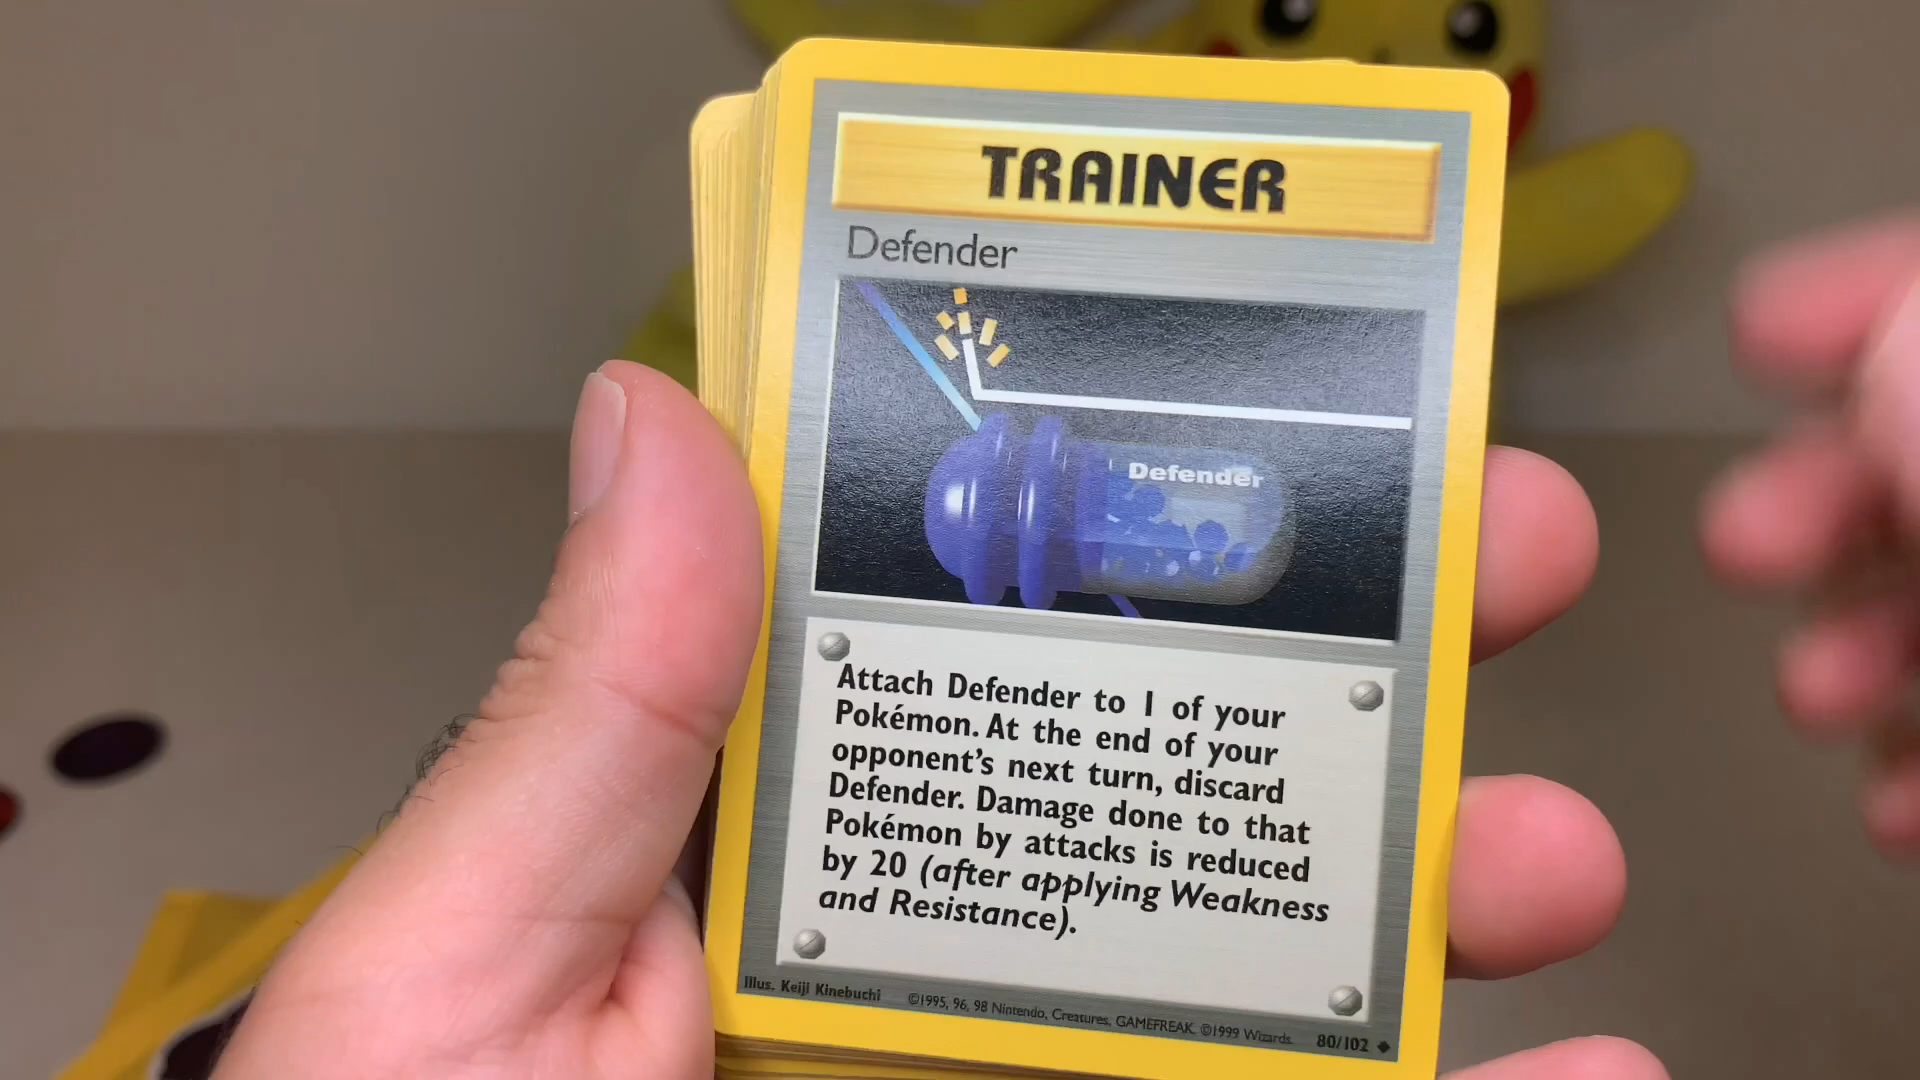 TRAINER
Defender
Defender
Attach Defender to 1 of your
Pokémon. At the end of your
opponent's next turn, discard
Defender. Damage done to that
Pokémon by attacks is reduced
by 20 (after applying Weakness
and Resistance).
Illus. Keiji Kinebuchi ©1995, 96, 98 Nintendo, Creatures, GAMEFREAK. ©1999 Wizards. 80/102